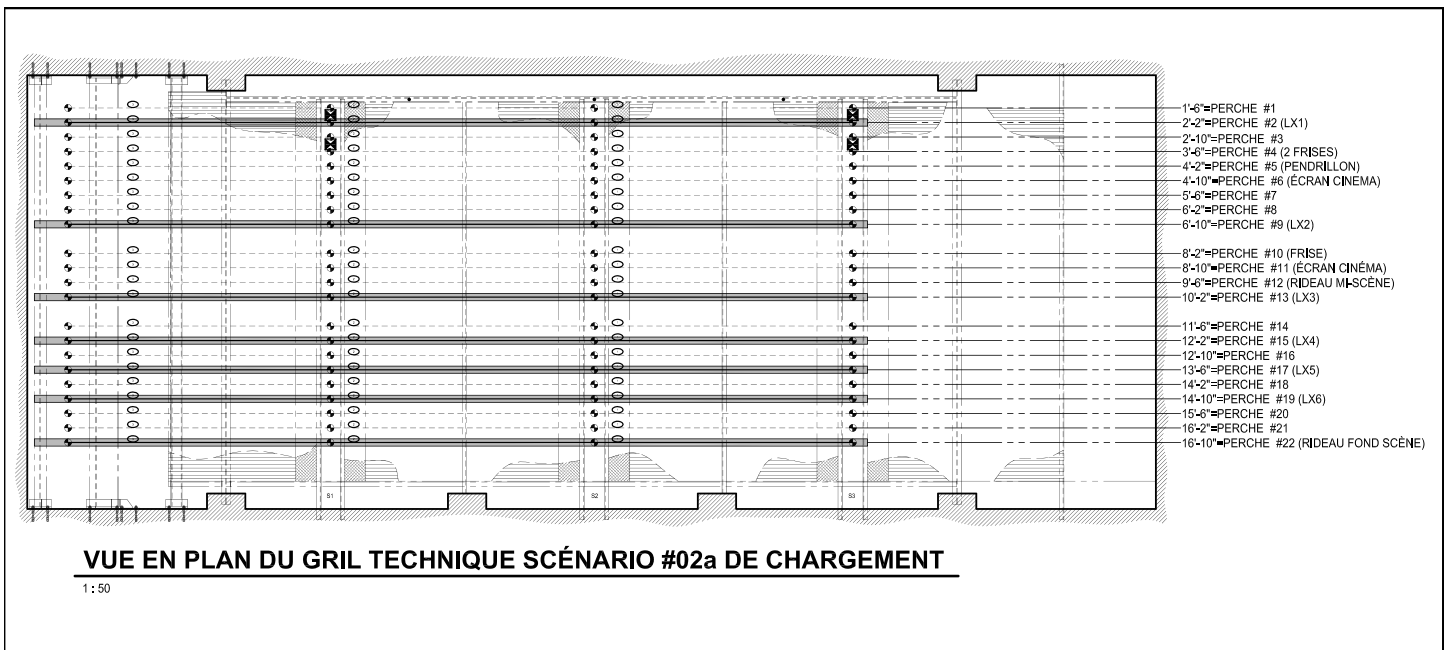 1'-6"=PERCHE #1
2'-2"=PERCHE #2 (LX1)
2'-10"=PERCHE #3
3'-6"=PERCHE #4 (2 FRISES)
4'-2"=PERCHE #5 (PENDRILLON)
4'-10"=PERCHE #6 (ÉCRAN CINEMA)
5'-6"=PERCHE #7
6'-2"=PERCHE #8
6'-10"=PERCHE #9 (LX2)
8'-2"=PERCHE #10 (FRISE)
8'-10"=PERCHE #11 (ÉCRAN CINÉMA)
9'-6"=PERCHE #12 (RIDEAU MI-SCÈNE)
10'-2"=PERCHE #13 (LX3)
11'-6"=PERCHE #14
12'-2"=PERCHE #15 (LX4)
12'-10"=PERCHE #16
13'-6"=PERCHE #17 (LX5)
14'-2"=PERCHE #18
14'-10"=PERCHE #19 (LX6)
15'-6"=PERCHE #20
16'-2"=PERCHE #21
16'-10"=PERCHE #22 (RIDEAU FOND SCÈNE)
S1 S2 S3
VUE EN PLAN DU GRIL TECHNIQUE SCÉNARIO #02a DE CHARGEMENT
1 : 50